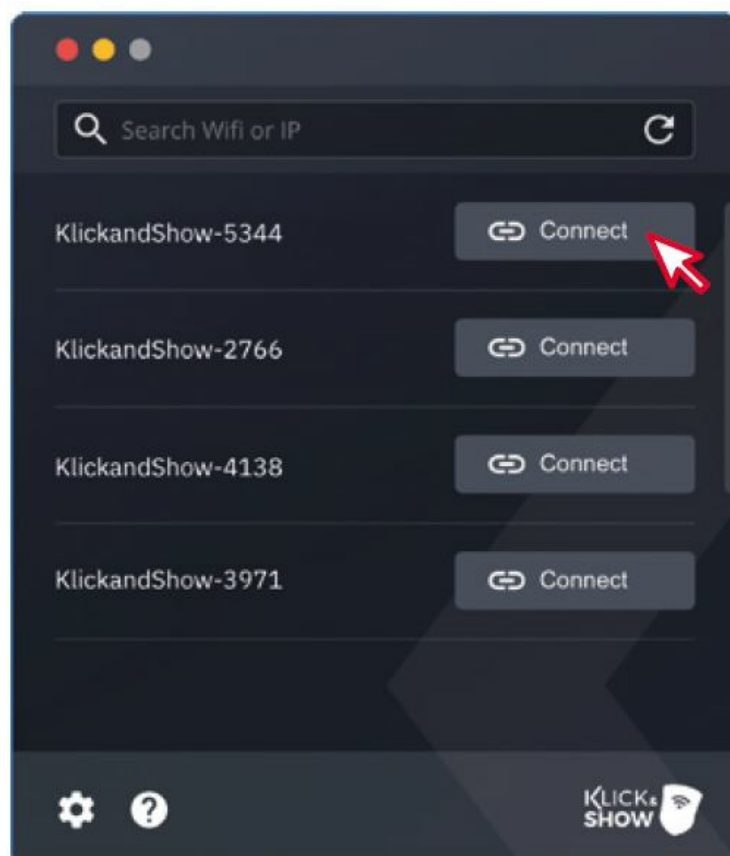 Search Wifi or IP
KlickandShow-5344 Connect
KlickandShow-2766 Connect
KlickandShow-4138 Connect
KlickandShow-3971 Connect
?
KLICK&
SHOW